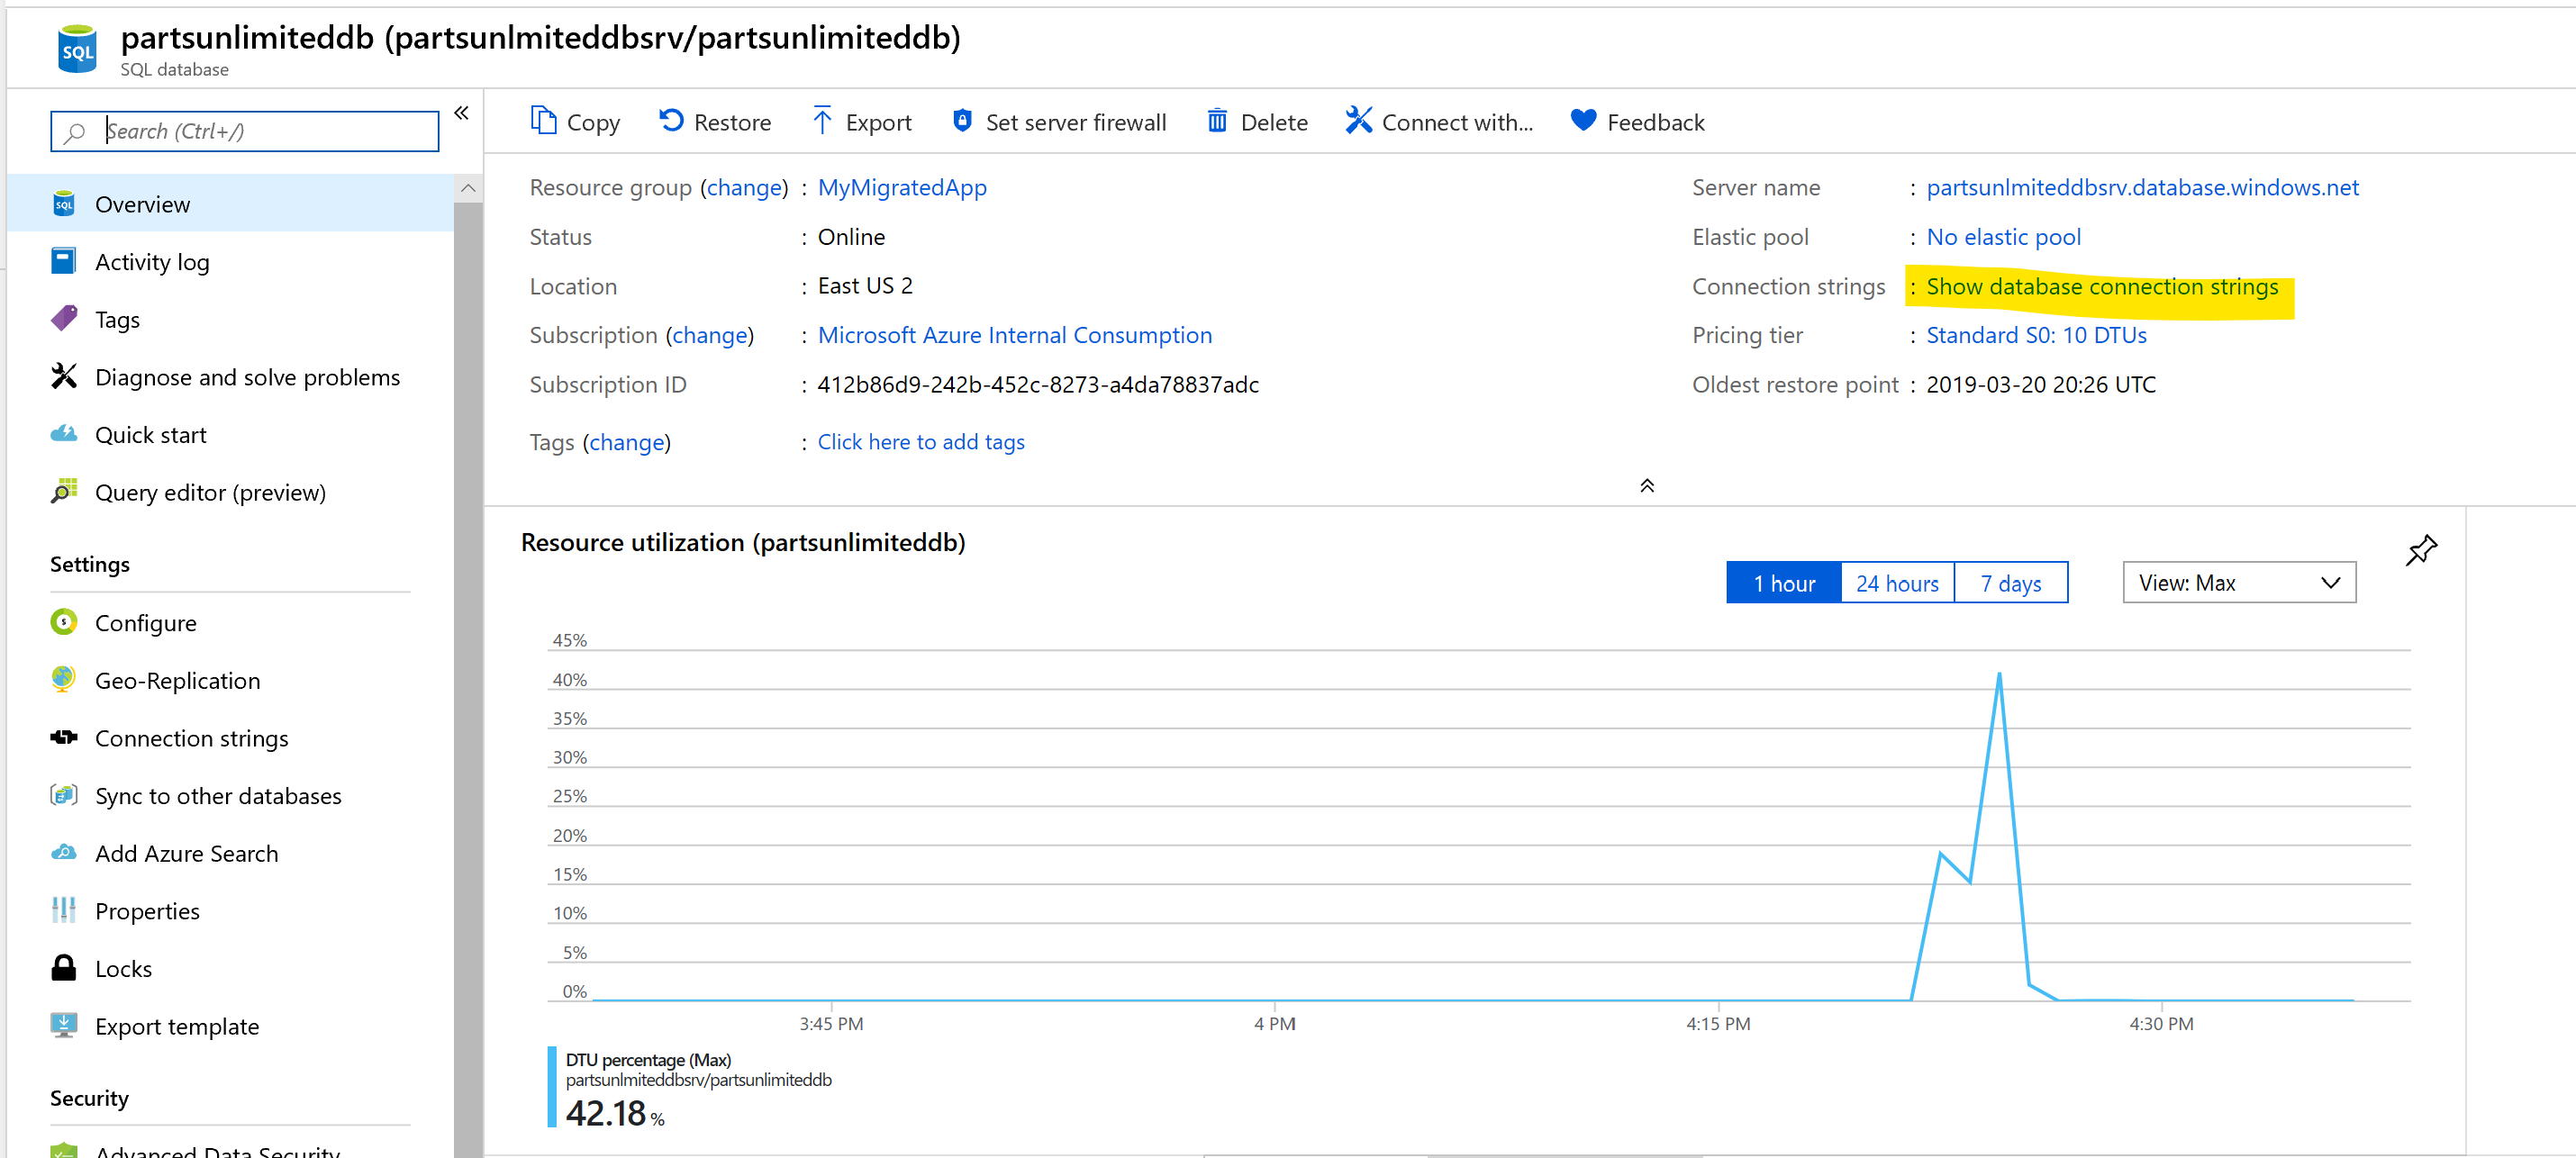 partsunlimiteddb (partsunlmiteddbsrv/partsunlimiteddb)
SQL database
SQL
Search (Ctrl+/)
«
Overview
Activity log
Tags
Diagnose and solve problems
Quick start
Query editor (preview)
Settings
Configure
Geo-Replication
Connection strings
Sync to other databases
Add Azure Search
Properties
Locks
Export template
Security
Advanced Data Security
Copy Restore Export Set server firewall Delete Connect with... Feedback
Resource group (change) : MyMigratedApp
Status : Online
Location : East US 2
Subscription (change) : Microsoft Azure Internal Consumption
Subscription ID : 412b86d9-242b-452c-8273-a4da78837adc
Tags (change) : Click here to add tags
Server name : partsunlmiteddbsrv.database.windows.net
Elastic pool : No elastic pool
Connection strings : Show database connection strings
Pricing tier : Standard S0: 10 DTUs
Oldest restore point : 2019-03-20 20:26 UTC
Resource utilization (partsunlimiteddb)
1 hour 24 hours 7 days View: Max
45%
40%
35%
30%
25%
20%
15%
10%
5%
0%
3:45 PM 4 PM 4:15 PM 4:30 PM
DTU percentage (Max)
partsunlmiteddbsrv/partsunlimiteddb
42.18 %